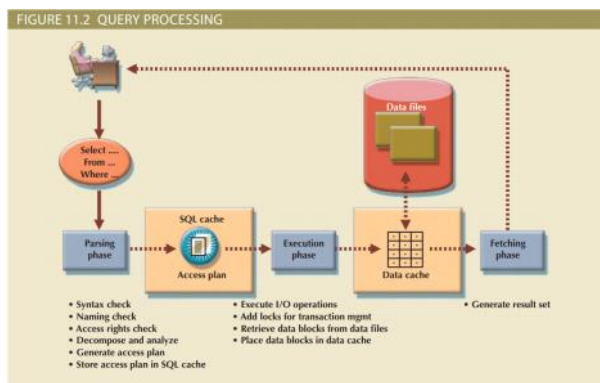 FIGURE 11.2 QUERY PROCESSING
Data files
Select ....
From ...
Where ...
SQL cache
Parsing
phase
Access plan
Execution
phase
Data cache
Fetching
phase
• Syntax check
• Naming check
• Access rights check
• Decompose and analyze
• Generate access plan
• Store access plan in SQL cache
• Execute I/O operations
• Add locks for transaction mgmt
• Retrieve data blocks from data files
• Place data blocks in data cache
• Generate result set